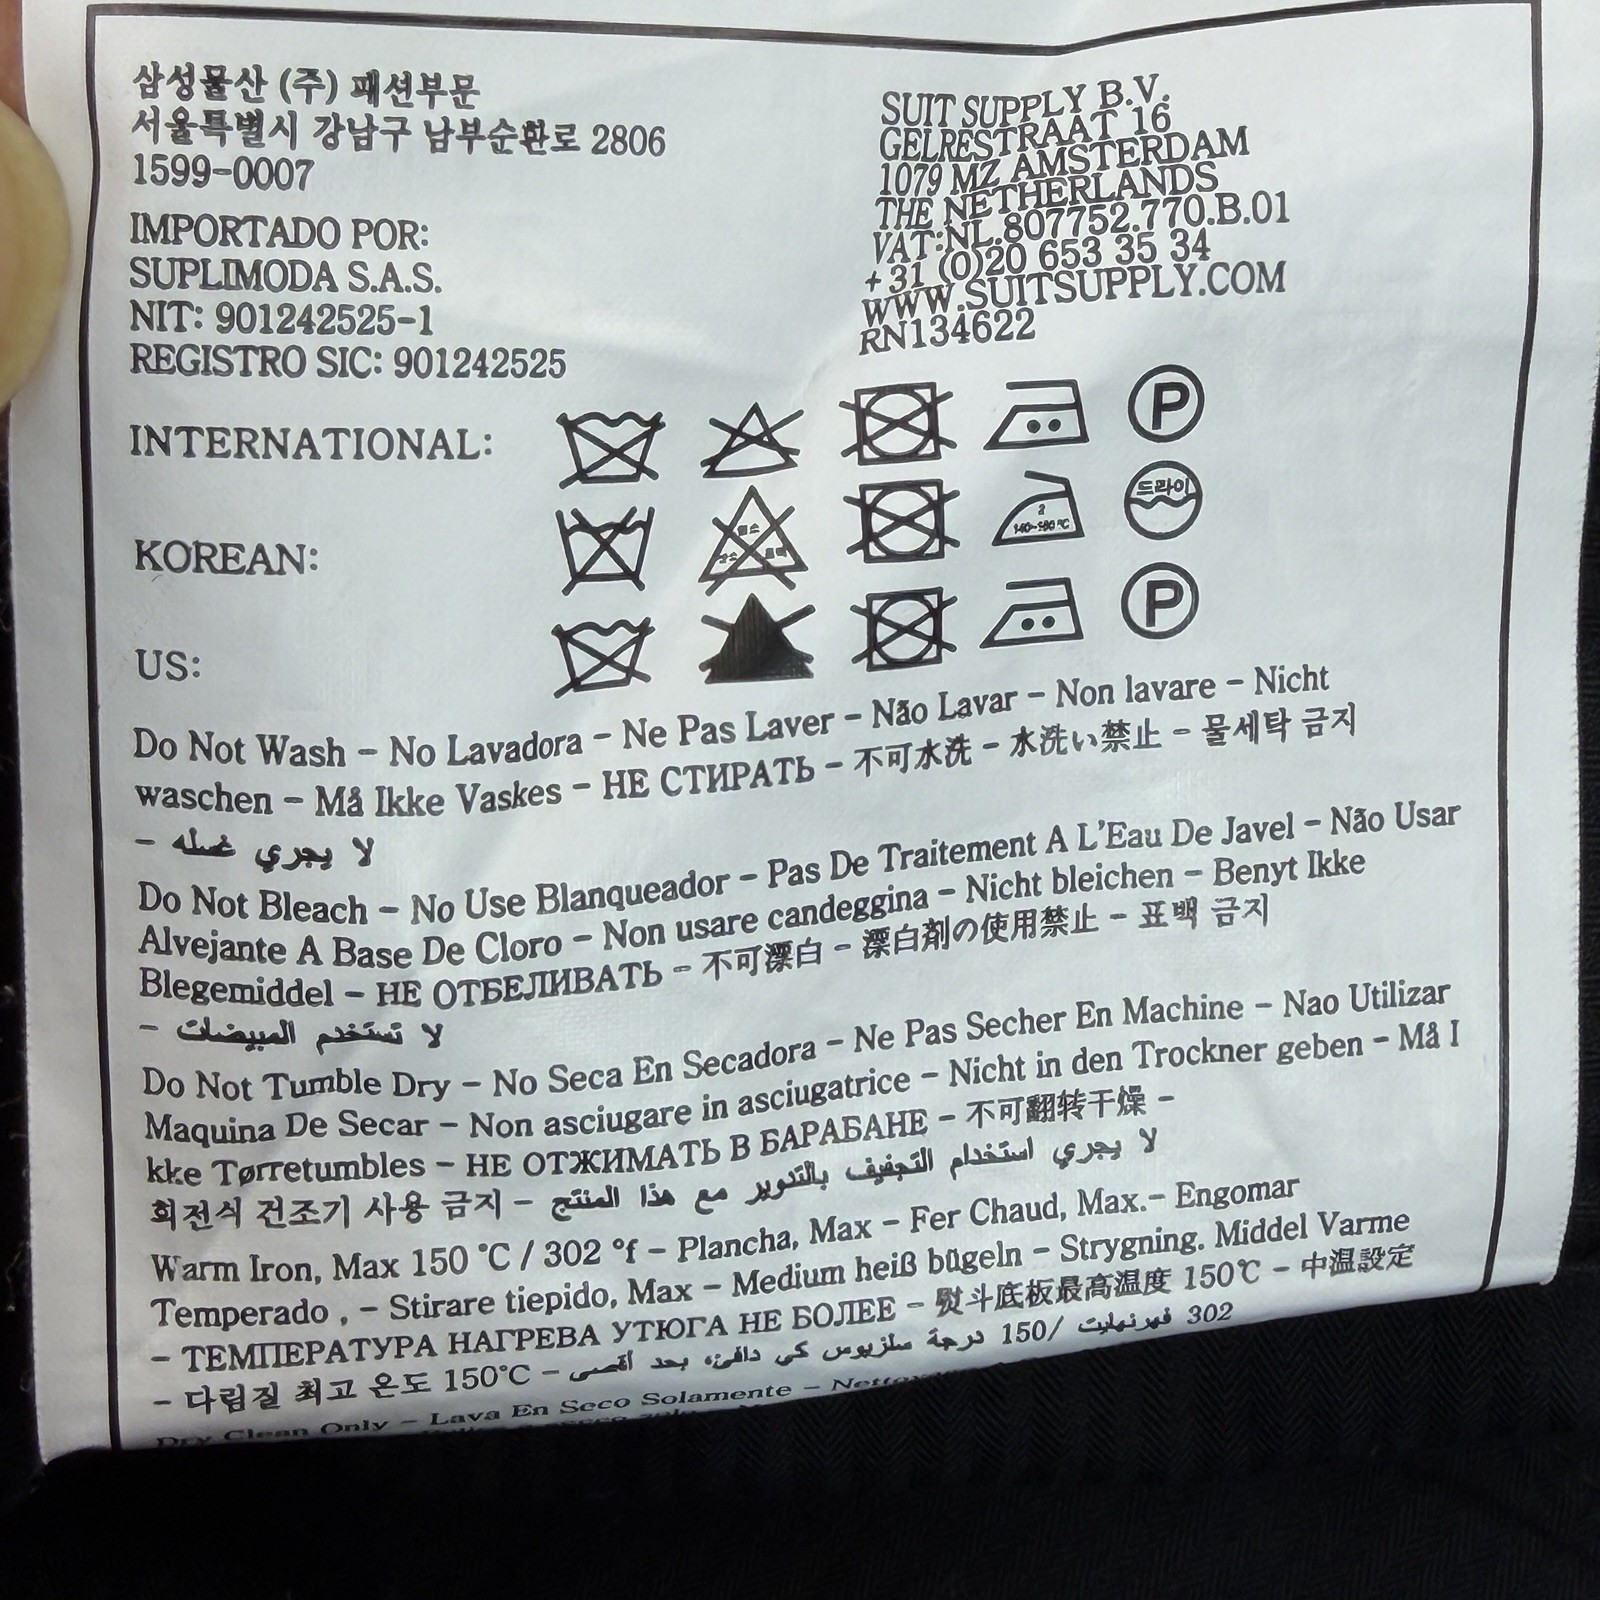 삼성물산 (주) 패션부문
서울특별시 강남구 남부순환로 2806
1599-0007
IMPORTADO POR:
SUPLIMODA S.A.S.
NIT: 901242525-1
REGISTRO SIC: 901242525
SUIT SUPPLY B.V.
GELRESTRAAT 16
1079 MZ AMSTERDAM
THE NETHERLANDS
VAT:NL.807752.770.B.01
+31 (0)20 653 35 34
WWW.SUITSUPPLY.COM
RN134622
INTERNATIONAL:
P
KOREAN:
드라이
US:
P
Do Not Wash - No Lavadora - Ne Pas Laver - Não Lavar - Non lavare - Nicht
waschen - Må Ikke Vaskes - НЕ СТИРАТЬ - 不可水洗 - 水洗い禁止 - 물세탁 금지
- لا يجري غسله
Do Not Bleach - No Use Blanqueador - Pas De Traitement A L'Eau De Javel - Não Usar
Alvejante A Base De Cloro - Non usare candeggina - Nicht bleichen - Benyt Ikke
Blegemiddel - НЕ ОТБЕЛИВАТЬ - 不可漂白 - 漂白剤の使用禁止 - 표백 금지
- لا تستخدم المبيضات
Do Not Tumble Dry - No Seca En Secadora - Ne Pas Secher En Machine - Nao Utilizar
Maquina De Secar - Non asciugare in asciugatrice - Nicht in den Trockner geben - Må I
kke Tørretumbles - НЕ ОТЖИМАТЬ В БАРАБАНЕ - 不可翻转干燥 -
회전식 건조기 사용 금지 - لا يجري استخدام التجفيف بالتدوير مع هذا المنتج
Warm Iron, Max 150 °C / 302 °f - Plancha, Max - Fer Chaud, Max.- Engomar
Temperado , - Stirare tiepido, Max - Medium heiß bügeln - Strygning. Middel Varme
- ТЕМПЕРАТУРА НАГРЕВА УТЮГА НЕ БОЛЕЕ - 熨斗底板最高温度 150℃ - 中温設定
- 다림질 최고 온도 150℃ - كي دافئ، بحد أقصى 150/ درجة سلزيوس 302 فهرنهايت
Dry Clean Only - Lava En Seco Solamente -